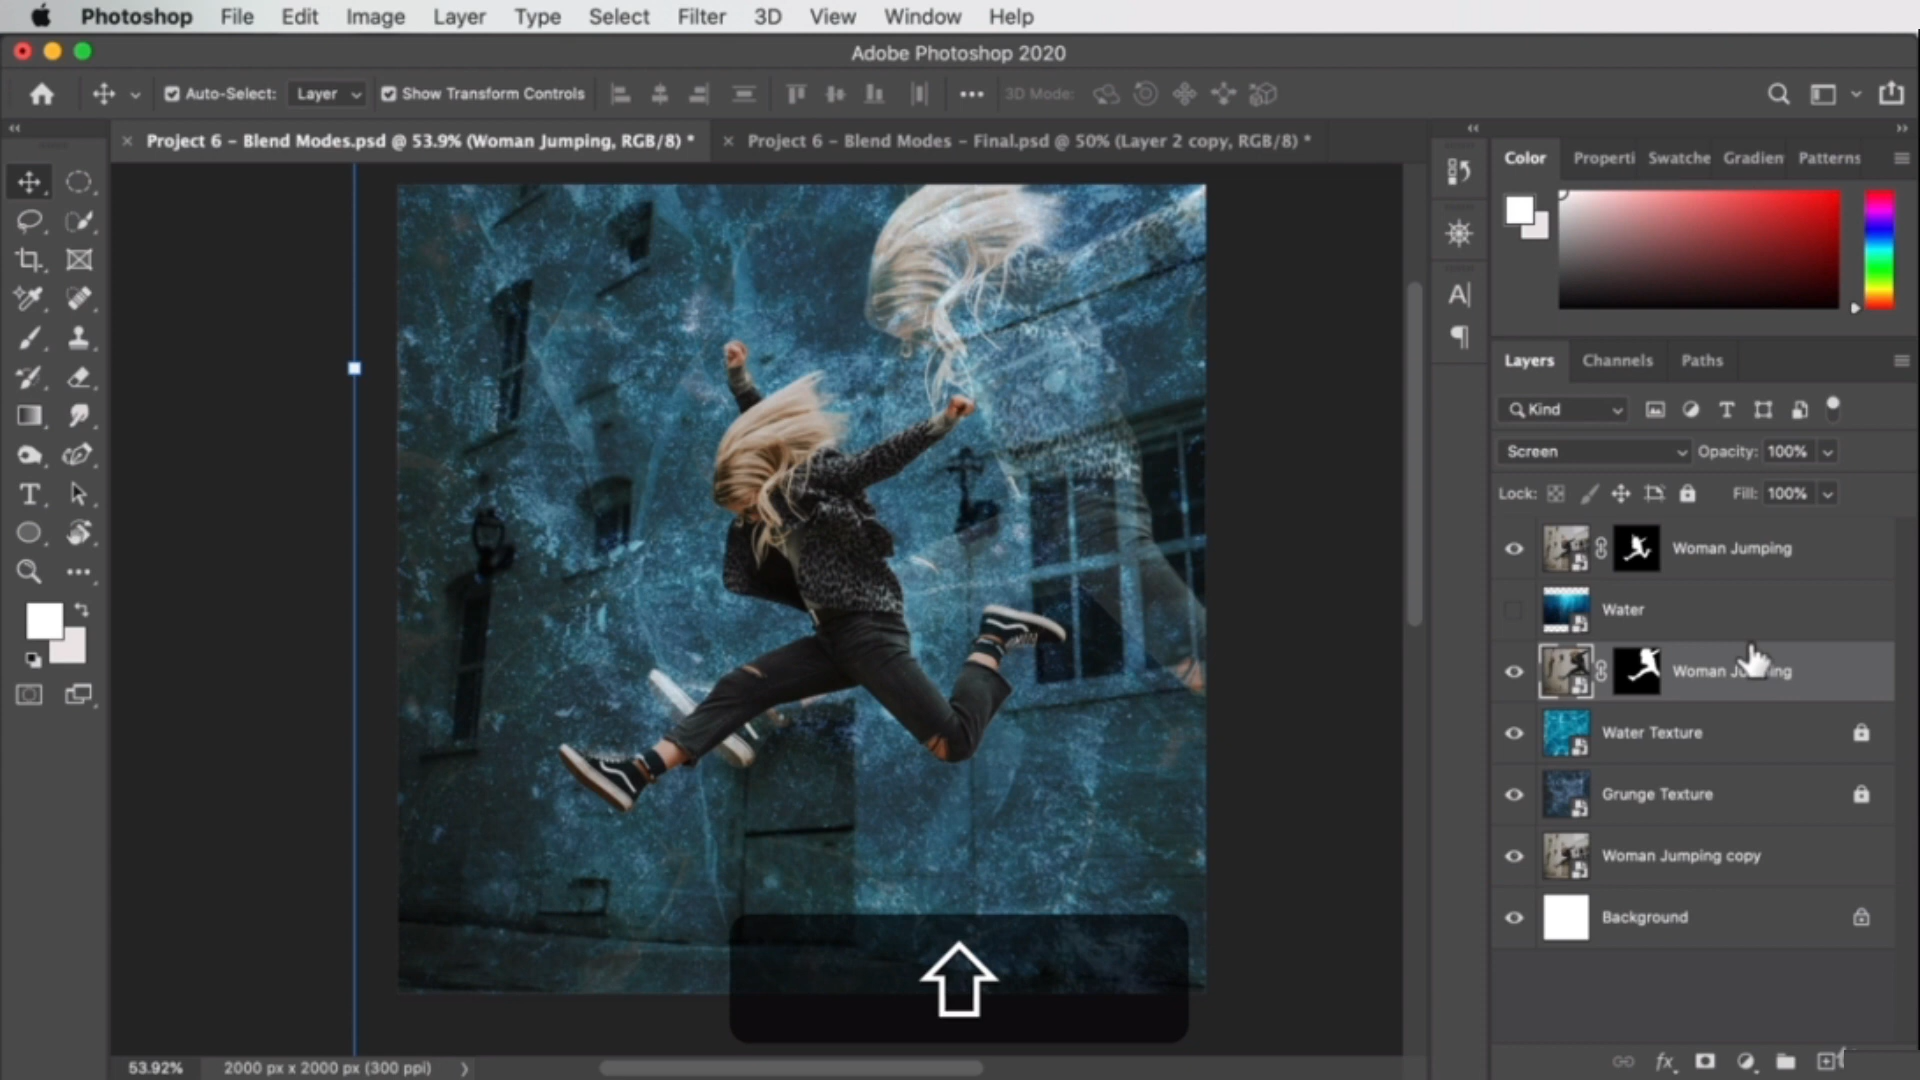 Photoshop File Edit Image Layer Type Select Filter 3D View Window Help
Adobe Photoshop 2020
Auto-Select: Layer Show Transform Controls 3D Mode:
× Project 6 – Blend Modes.psd @ 53.9% (Woman Jumping, RGB/8) * × Project 6 – Blend Modes – Final.psd @ 50% (Layer 2 copy, RGB/8) *
Color Properti Swatche Gradien Patterns
Layers Channels Paths
Kind
Screen Opacity: 100%
Lock: Fill: 100%
Woman Jumping
Water
Woman Ju ing
Water Texture
Grunge Texture
Woman Jumping copy
Background
53.92% 2000 px x 2000 px (300 ppi)